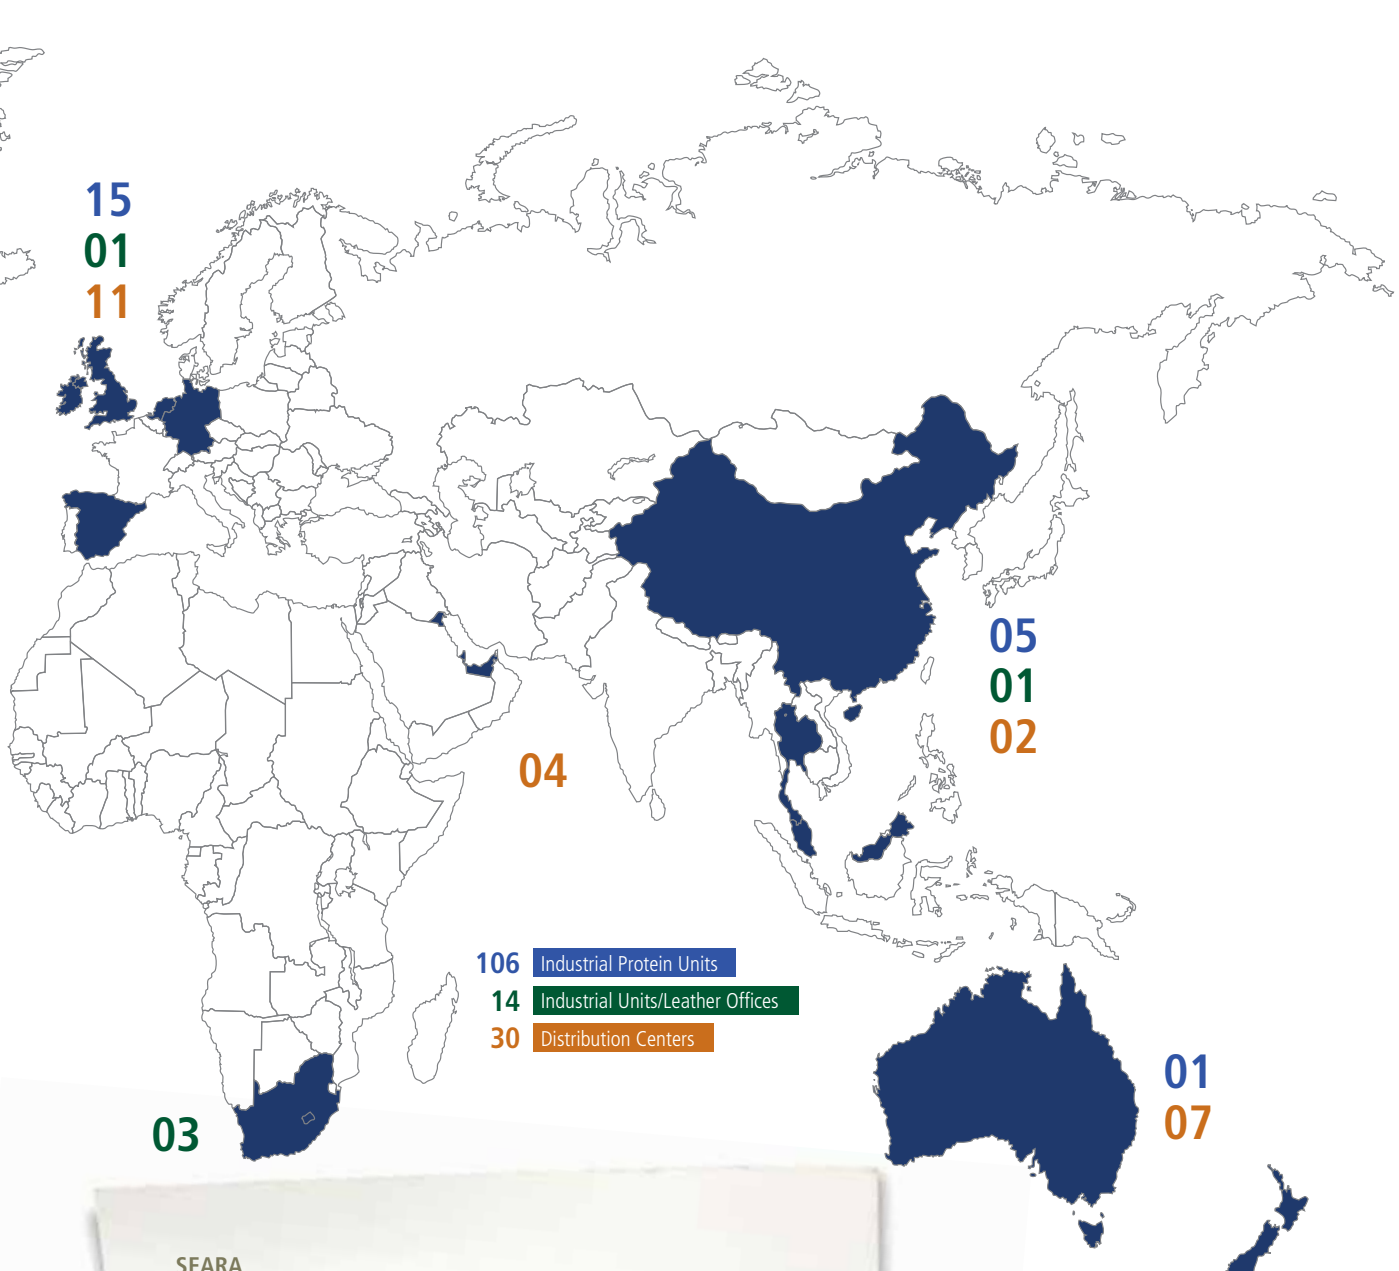 15
01
11
05
01
02
04
106 Industrial Protein Units
14 Industrial Units/Leather Offices
30 Distribution Centers
01
07
03
SEARA